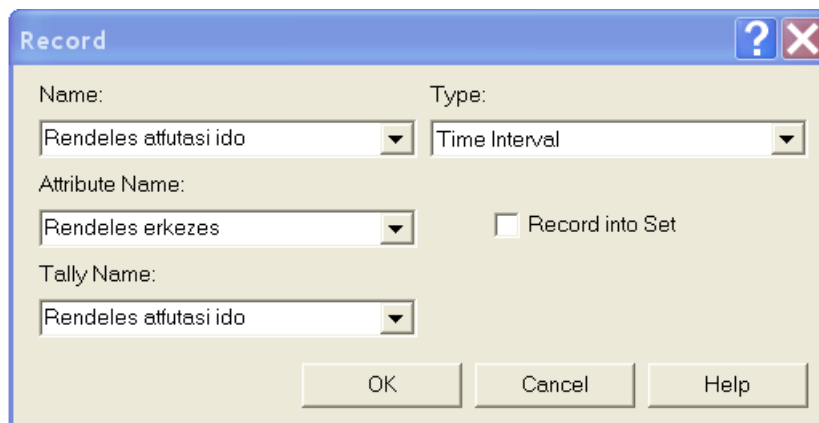 Record
Name: Type:
Rendeles atfutasi ido Time Interval
Attribute Name:
Rendeles erkezes Record into Set
Tally Name:
Rendeles atfutasi ido
OK Cancel Help